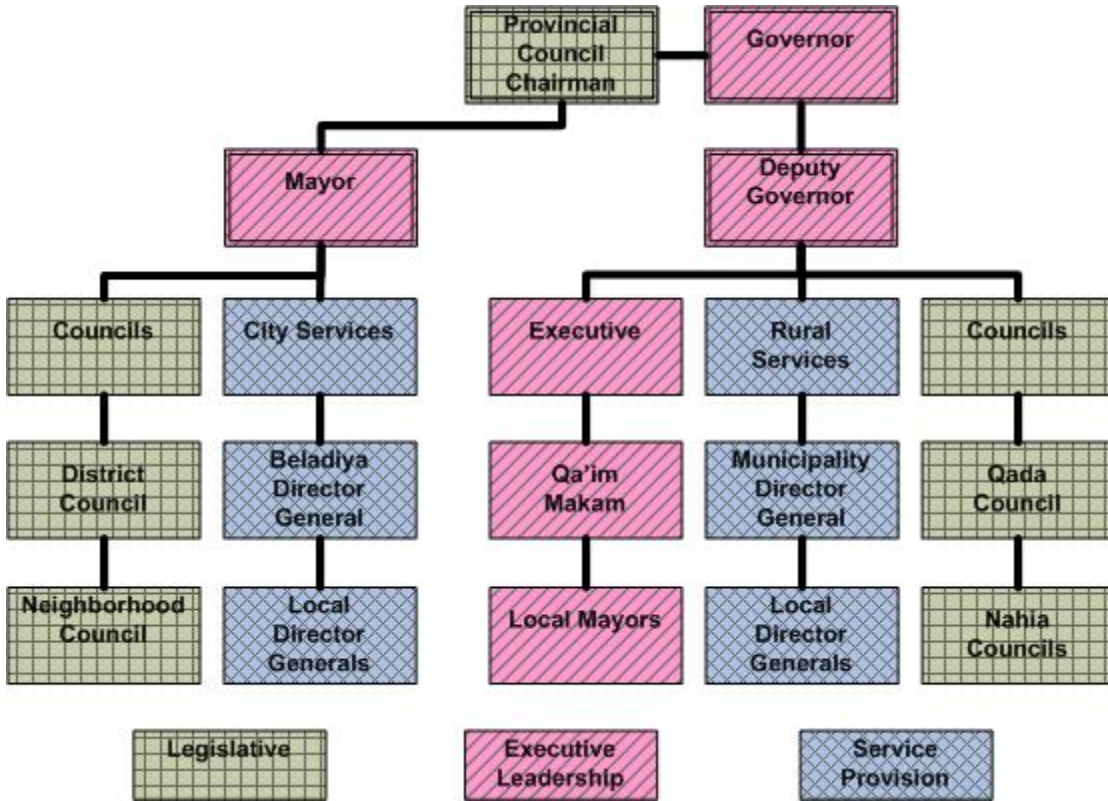 Provincial
Council
Chairman
Governor
Mayor
Deputy
Governor
Councils
City Services
Executive
Rural
Services
Councils
District
Council
Beladiya
Director
General
Qa'im
Makam
Municipality
Director
General
Qada
Council
Neighborhood
Council
Local
Director
Generals
Local Mayors
Local
Director
Generals
Nahia
Councils
Legislative
Executive
Leadership
Service
Provision